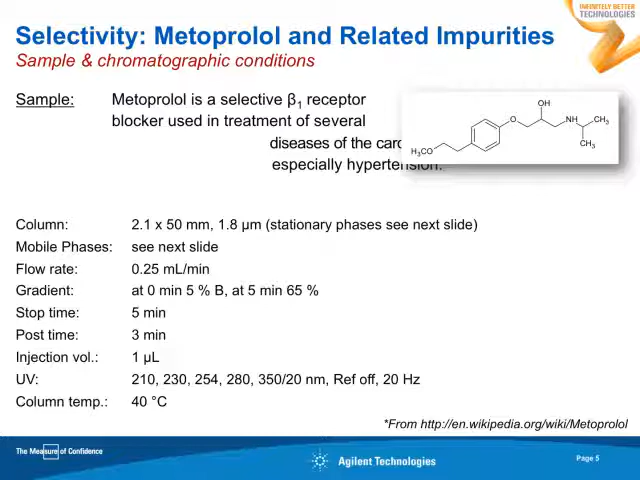 INFINITELY BETTER
TECHNOLOGIES
Selectivity: Metoprolol and Related Impurities
Sample & chromatographic conditions
Sample: Metoprolol is a selective β1 receptor
blocker used in treatment of several
diseases of the card
especially hypertension.
OH
O NH CH3
CH3
H3CO
Column: 2.1 x 50 mm, 1.8 µm (stationary phases see next slide)
Mobile Phases: see next slide
Flow rate: 0.25 mL/min
Gradient: at 0 min 5 % B, at 5 min 65 %
Stop time: 5 min
Post time: 3 min
Injection vol.: 1 µL
UV: 210, 230, 254, 280, 350/20 nm, Ref off, 20 Hz
Column temp.: 40 °C
*From http://en.wikipedia.org/wiki/Metoprolol
The Measure of Confidence
Agilent Technologies
Page 5